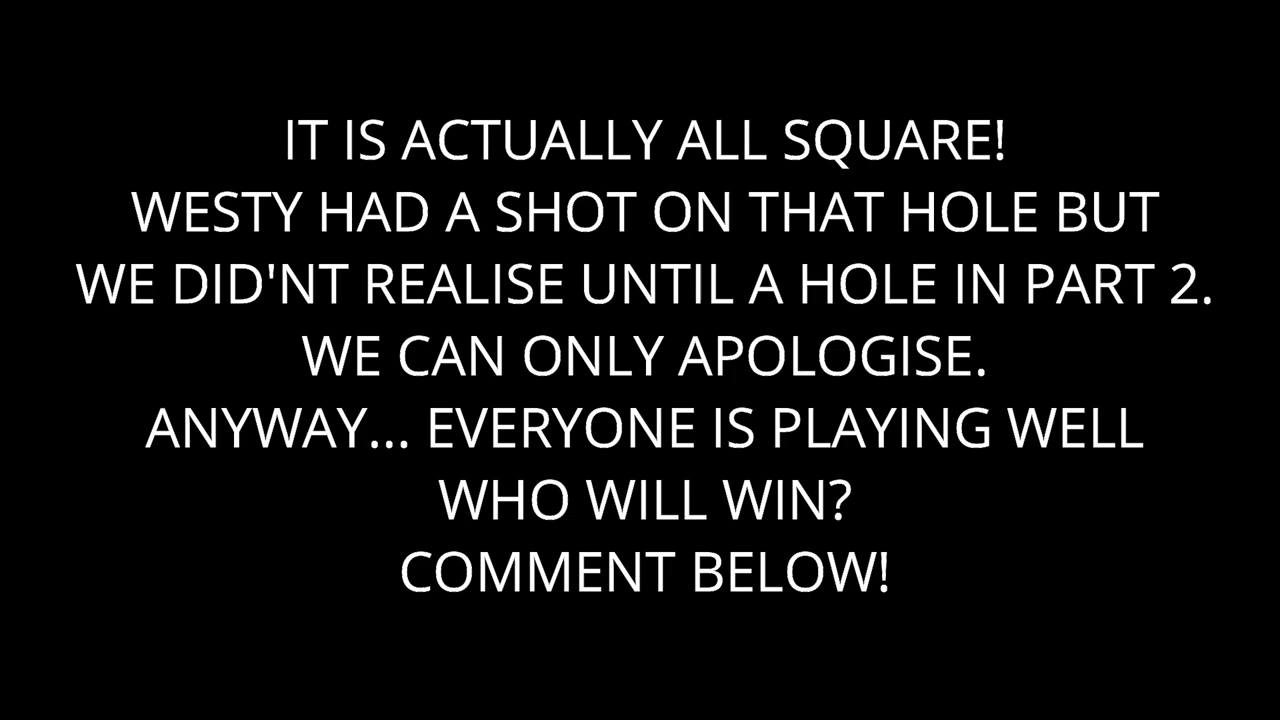 IT IS ACTUALLY ALL SQUARE!
WESTY HAD A SHOT ON THAT HOLE BUT
WE DID'NT REALISE UNTIL A HOLE IN PART 2.
WE CAN ONLY APOLOGISE.
ANYWAY... EVERYONE IS PLAYING WELL
WHO WILL WIN?
COMMENT BELOW!